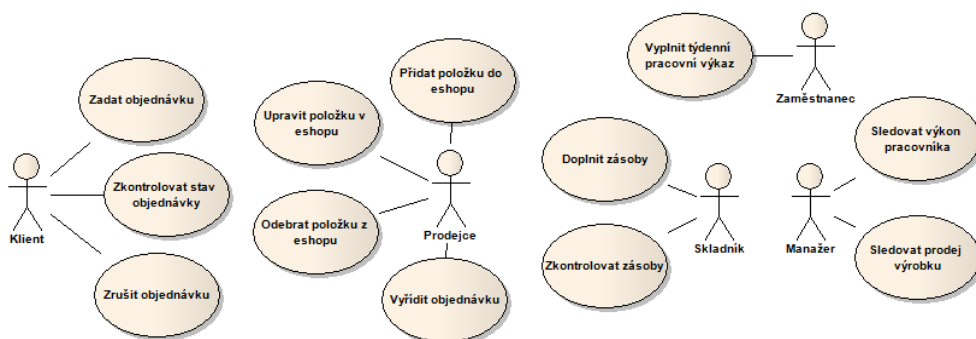 Zadat objednávku
Zkontrolovat stav
objednávky
Klient
Zrušit objednávku
Přidat položku do
eshopu
Upravit položku v
eshopu
Odebrat položku z
eshopu
Prodejce
Vyřídit objednávku
Vyplnit týdenní
pracovní výkaz
Zaměstnanec
Doplnit zásoby
Zkontrolovat zásoby
Skladník
Sledovat výkon
pracovníka
Manažer
Sledovat prodej
výrobku